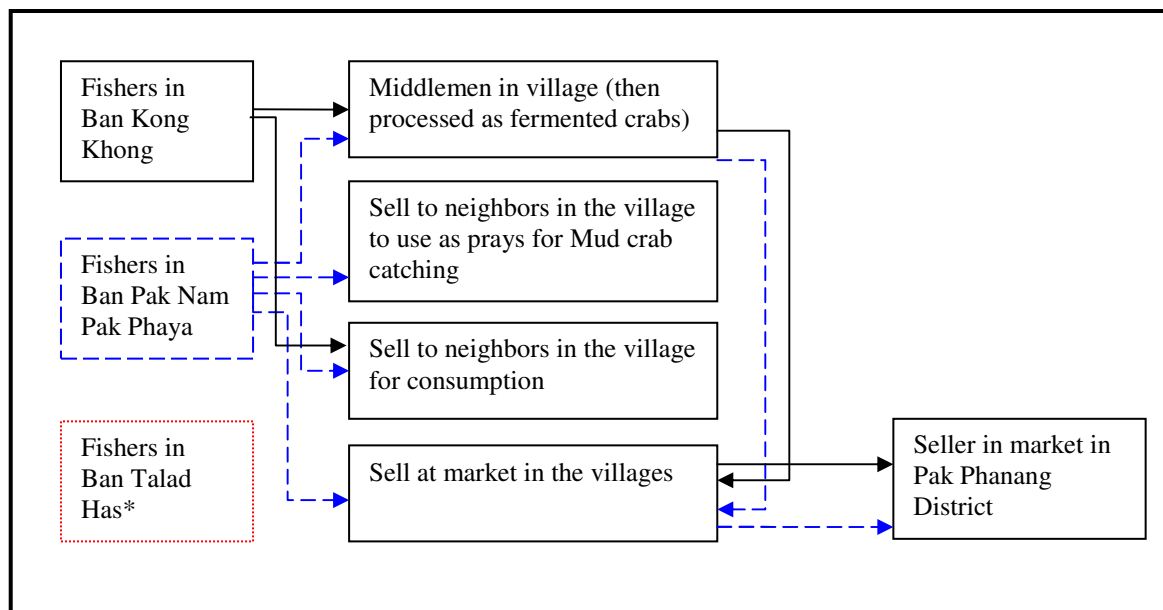 Fishers in
Ban Kong
Khong
Middlemen in village (then
processed as fermented crabs)
Sell to neighbors in the village
to use as prays for Mud crab
catching
Fishers in
Ban Pak Nam
Pak Phaya
Sell to neighbors in the village
for consumption
Fishers in
Ban Talad
Has*
Sell at market in the villages
Seller in market in
Pak Phanang
District